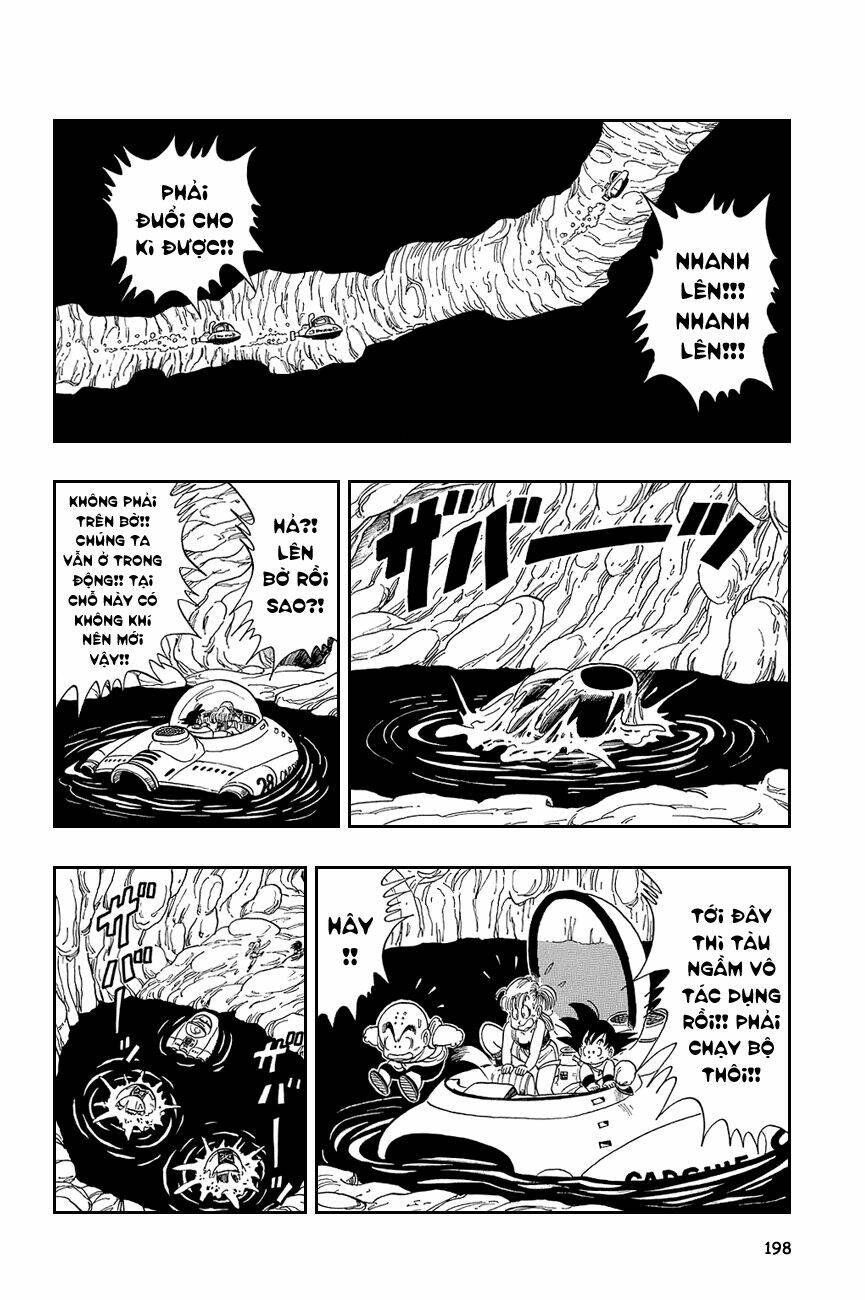 NHANH
LÊN!!!
NHANH
LÊN!!!
PHẢI
ĐUỔI CHO
KÌ ĐƯỢC!!
ザバーッ
HẢ?!
LÊN
BỜ RỒI
SAO?!
KHÔNG PHẢI
TRÊN BỜ!!
CHÚNG TA
VẪN Ở TRONG
ĐỘNG!! TẠI
CHỖ NÀY CÓ
KHÔNG KHÍ
NÊN MỚI
VẬY!!
28
TỚI ĐÂY
THÌ TÀU
NGẦM VÔ
TÁC DỤNG
RỒI!! PHẢI
CHẠY BỘ
THÔI!!
HÂY
!!
198